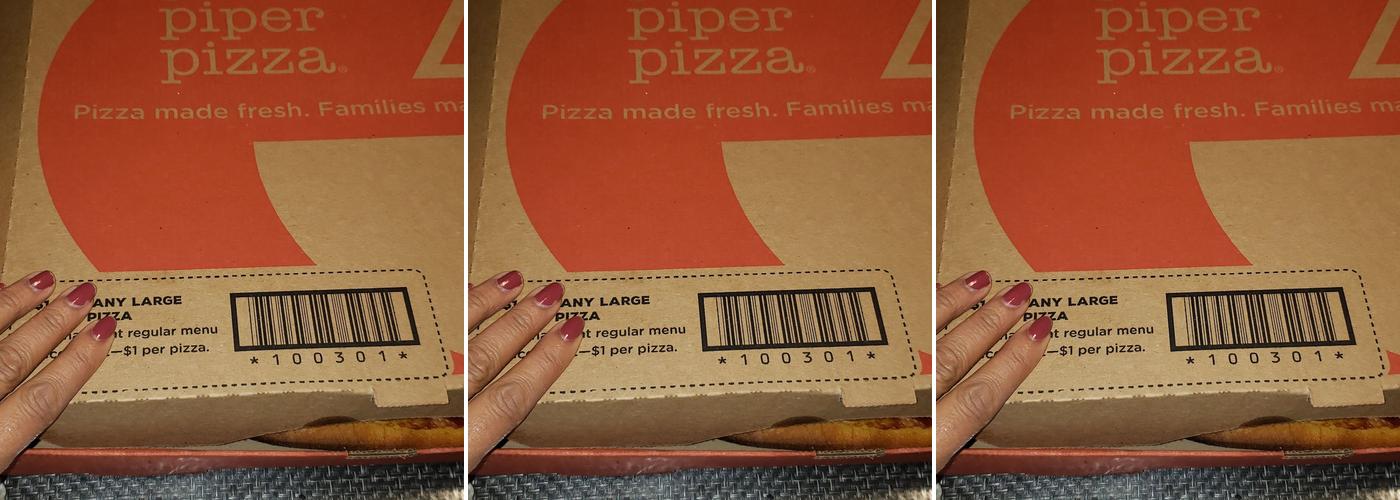 piper
pizza®
Pizza made fresh. Families
ANY LARGE
PIZZA
regular menu
—$1 per pizza.
*100301*
piper
pizza®
Pizza made fresh. Families
ANY LARGE
PIZZA
regular menu
—$1 per pizza.
*100301*
piper
pizza®
Pizza made fresh. Families
ANY LARGE
PIZZA
regular menu
—$1 per pizza.
*100301*